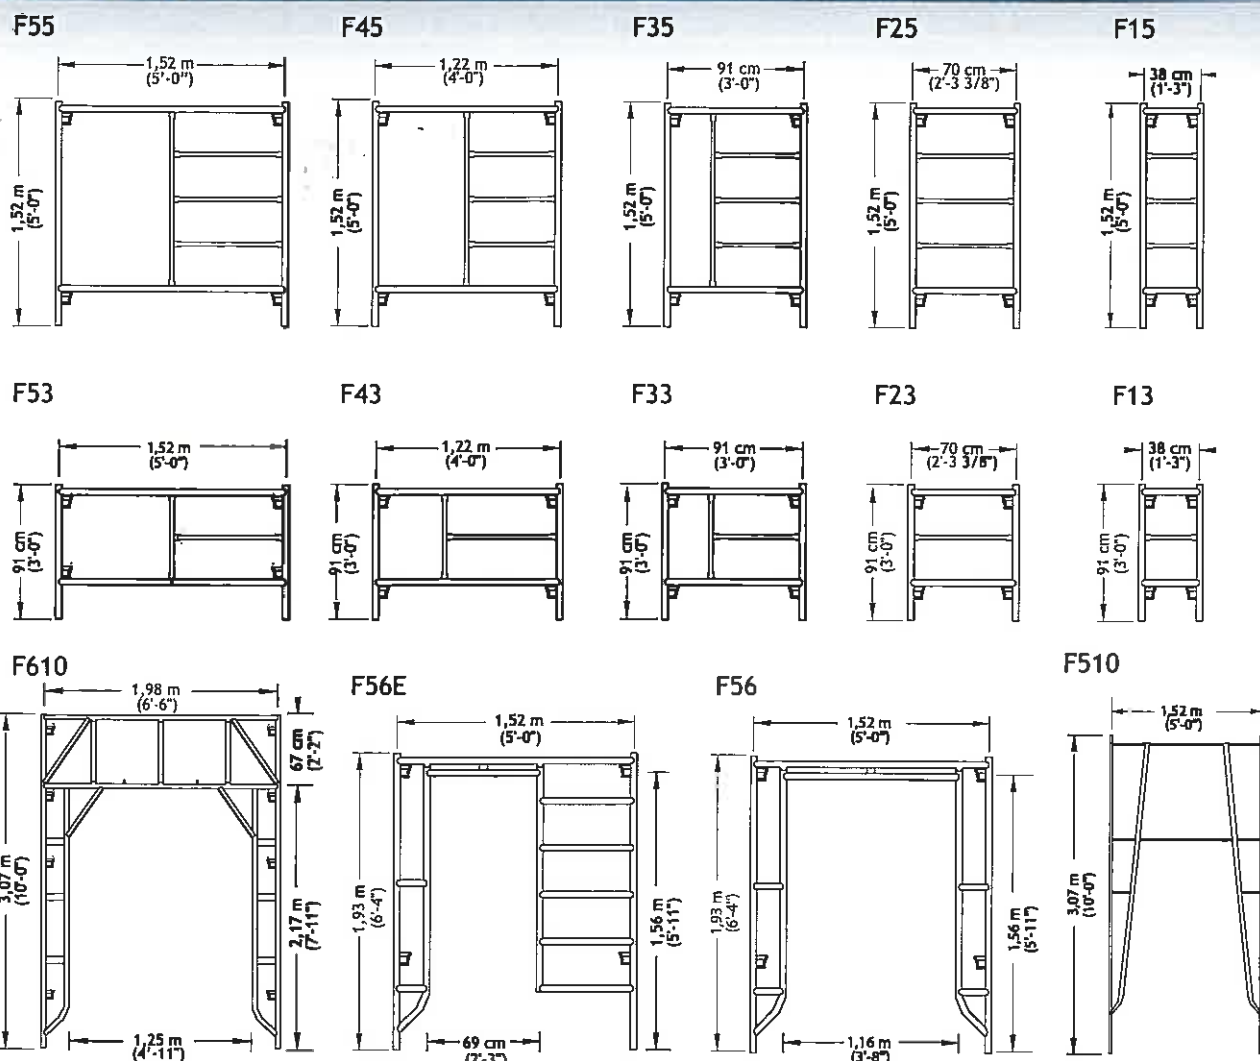 F55 F45 F35 F25 F15
1,52 m
(5'-0")
1,22 m
(4'-0")
91 cm
(3'-0")
70 cm
(2'-3 3/8")
38 cm
(1'-3")
1,52 m
(5'-0")
1,52 m
(5'-0")
1,52 m
(5'-0")
1,52 m
(5'-0")
1,52 m
(5'-0")
F53 F43 F33 F23 F13
1,52 m
(5'-0")
1,22 m
(4'-0")
91 cm
(3'-0")
70 cm
(2'-3 3/8")
38 cm
(1'-3")
91 cm
(3'-0")
91 cm
(3'-0")
91 cm
(3'-0")
91 cm
(3'-0")
91 cm
(3'-0")
F610
1,98 m
(6'-6")
67 cm
(2'-2")
3,07 m
(10'-0")
2,17 m
(7'-11")
1,25 m
(4'-11")
F56E
1,52 m
(5'-0")
1,93 m
(6'-4")
1,56 m
(5'-11")
69 cm
(2'-3")
F56
1,52 m
(5'-0")
1,93 m
(6'-4")
1,56 m
(5'-11")
1,16 m
(3'-8")
F510
1,52 m
(5'-0")
3,07 m
(10'-0")